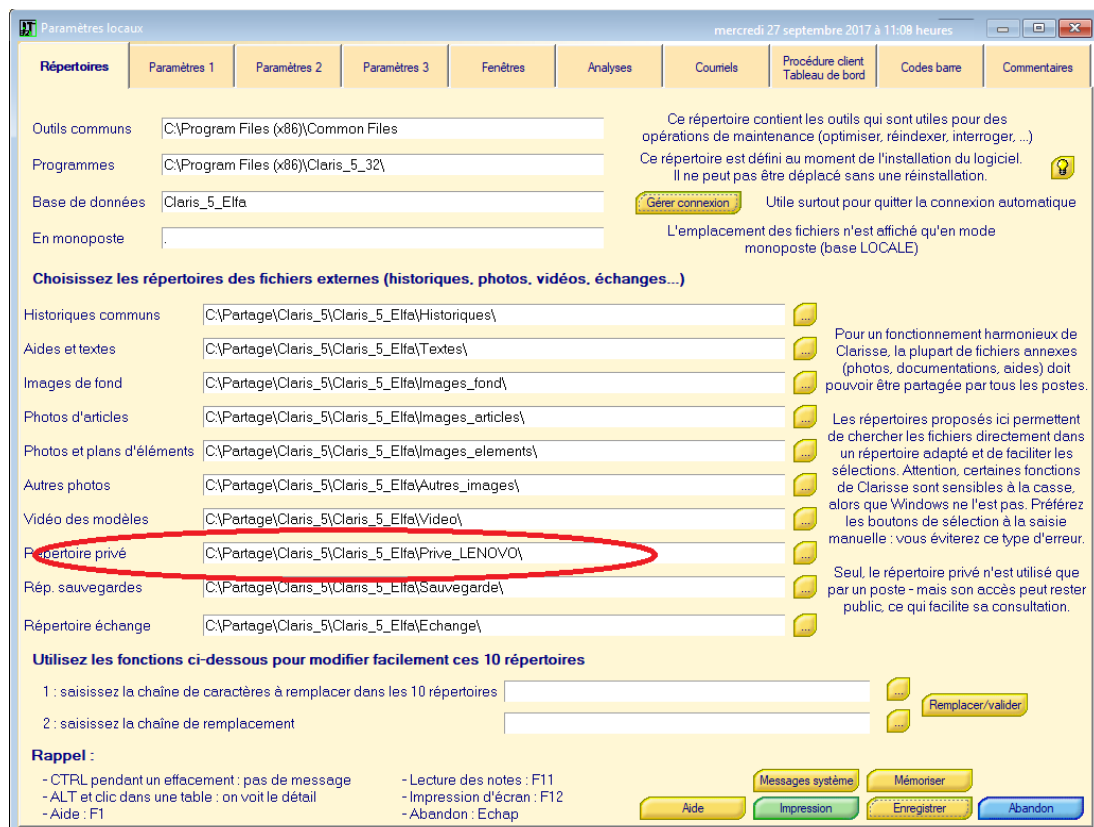 Paramètres locaux
mercredi 27 septembre 2017 à 11:08 heures
Répertoires
Paramètres 1
Paramètres 2
Paramètres 3
Fenêtres
Analyses
Courriels
Procédure client
Tableau de bord
Codes barre
Commentaires
Outils communs
C:\Program Files (x86)\Common Files
Ce répertoire contient les outils qui sont utiles pour des
opérations de maintenance (optimiser, réindexer, interroger, ...)
Programmes
C:\Program Files (x86)\Claris_5_32\
Ce répertoire est défini au moment de l'installation du logiciel.
Il ne peut pas être déplacé sans une réinstallation.
Base de données
Claris_5_Elfa
Gérer connexion
Utile surtout pour quitter la connexion automatique
En monoposte
.
L'emplacement des fichiers n'est affiché qu'en mode
monoposte (base LOCALE)
Choisissez les répertoires des fichiers externes (historiques, photos, vidéos, échanges...)
Historiques communs
C:\Partage\Claris_5\Claris_5_Elfa\Historiques\
...
Aides et textes
C:\Partage\Claris_5\Claris_5_Elfa\Textes\
...
Images de fond
C:\Partage\Claris_5\Claris_5_Elfa\Images_fond\
...
Photos d'articles
C:\Partage\Claris_5\Claris_5_Elfa\Images_articles\
...
Photos et plans d'éléments
C:\Partage\Claris_5\Claris_5_Elfa\Images_elements\
...
Autres photos
C:\Partage\Claris_5\Claris_5_Elfa\Autres_images\
...
Vidéo des modèles
C:\Partage\Claris_5\Claris_5_Elfa\Video\
...
Répertoire privé
C:\Partage\Claris_5\Claris_5_Elfa\Prive_LENOVO\
...
Rép. sauvegardes
C:\Partage\Claris_5\Claris_5_Elfa\Sauvegarde\
...
Répertoire échange
C:\Partage\Claris_5\Claris_5_Elfa\Echange\
...
Pour un fonctionnement harmonieux de
Clarisse, la plupart de fichiers annexes
(photos, documentations, aides) doit
pouvoir être partagée par tous les postes.
Les répertoires proposés ici permettent
de chercher les fichiers directement dans
un répertoire adapté et de faciliter les
sélections. Attention, certaines fonctions
de Clarisse sont sensibles à la casse,
alors que Windows ne l'est pas. Préférez
les boutons de sélection à la saisie
manuelle : vous éviterez ce type d'erreur.
Seul, le répertoire privé n'est utilisé que
par un poste - mais son accès peut rester
public, ce qui facilite sa consultation.
Utilisez les fonctions ci-dessous pour modifier facilement ces 10 répertoires
1 : saisissez la chaîne de caractères à remplacer dans les 10 répertoires
...
2 : saisissez la chaîne de remplacement
...
Remplacer/valider
Rappel :
- CTRL pendant un effacement : pas de message
- ALT et clic dans une table : on voit le détail
- Aide : F1
- Lecture des notes : F11
- Impression d'écran : F12
- Abandon : Echap
Messages système
Mémoriser
Aide
Impression
Enregistrer
Abandon